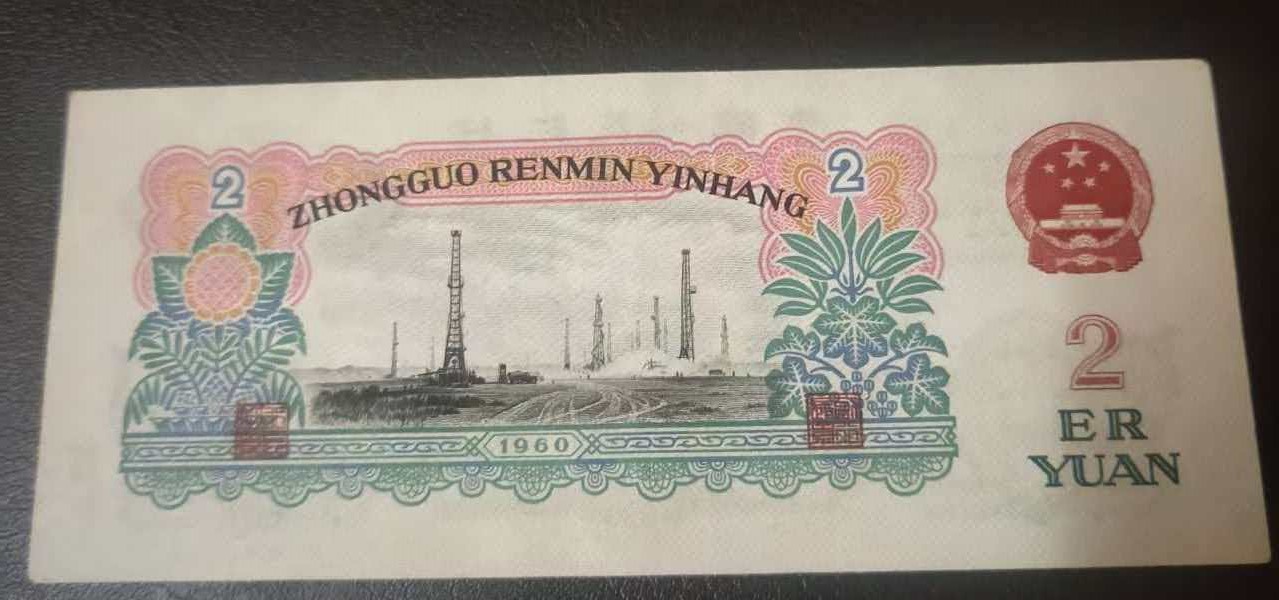 2
2
ZHONGGUO RENMIN YINHANG
1960
2
ER
YUAN